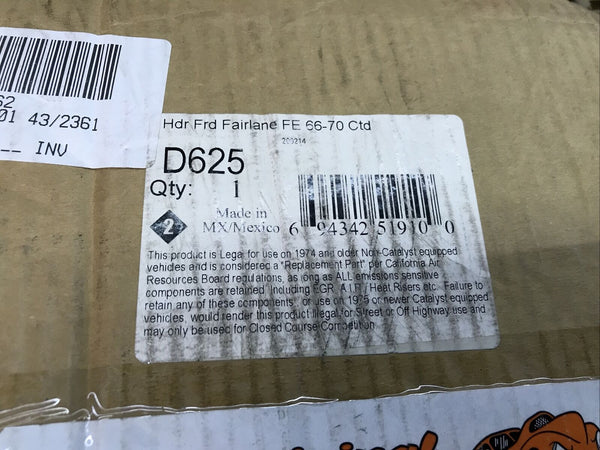 62
01 43/2361
__ INV
Hdr Frd Fairlane FE 66-70 Ctd
200214
D625
Qty: 1
2
Made in
MX/Mexico
6 94342 51910 0
This product is Legal for use on 1974 and older Non-Catalyst equipped
vehicles and is considered a "Replacement Part" per California Air
Resources Board regulations, as long as ALL emissions sensitive
components are retained including EGR, A.I.R./ Heat Risers etc. Failure to
retain any of these components, or use on 1975 or newer Catalyst equipped
vehicles, would render this product Illegal for Street or Off Highway use and
may only be used for Closed Course Competition.